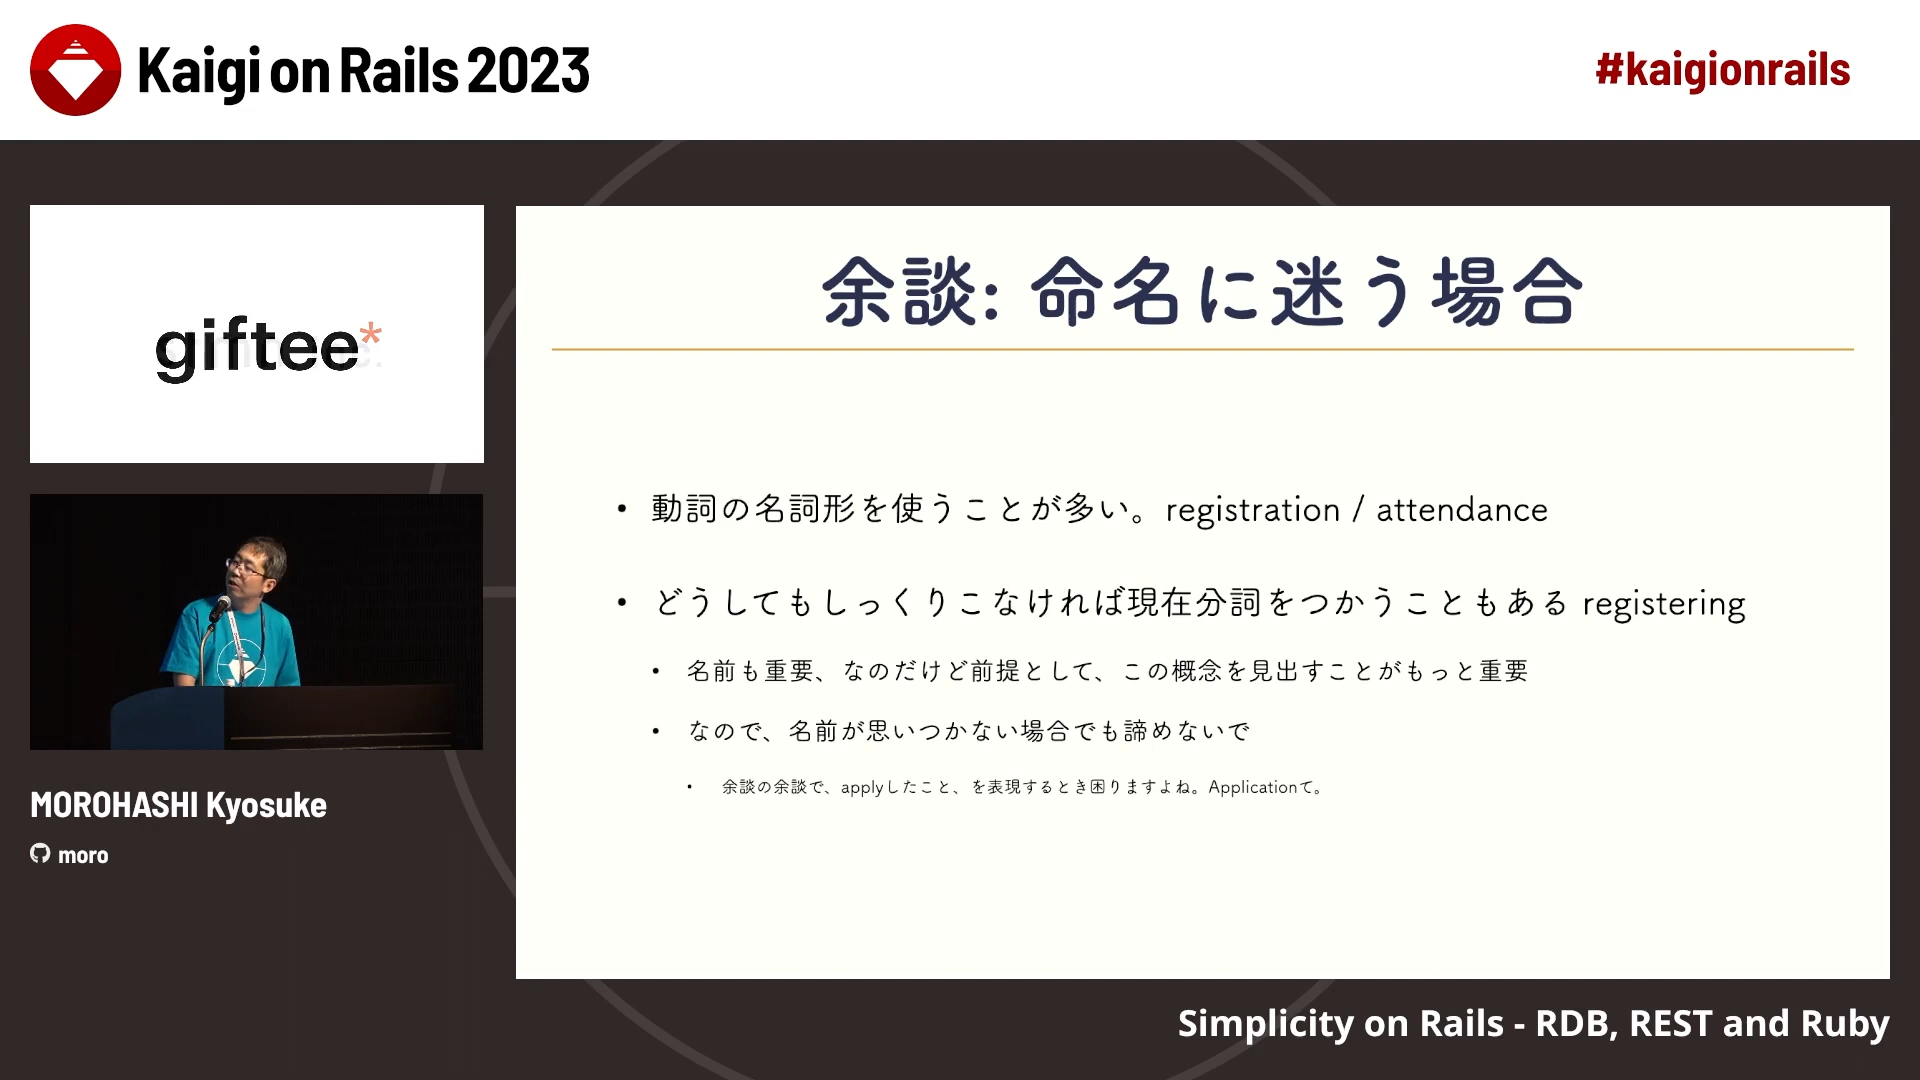 Kaigi on Rails 2023
#kaigionrails
giftee*
余談: 命名に迷う場合
• 動詞の名詞形を使うことが多い。registration / attendance
• どうしてもしっくりこなければ現在分詞をつかうこともある registering
• 名前も重要、なのだけど前提として、この概念を見出すことがもっと重要
• なので、名前が思いつかない場合でも諦めないで
• 余談の余談で、applyしたこと、を表現するとき困りますよね。Applicationて。
MOROHASHI Kyosuke
moro
Simplicity on Rails - RDB, REST and Ruby